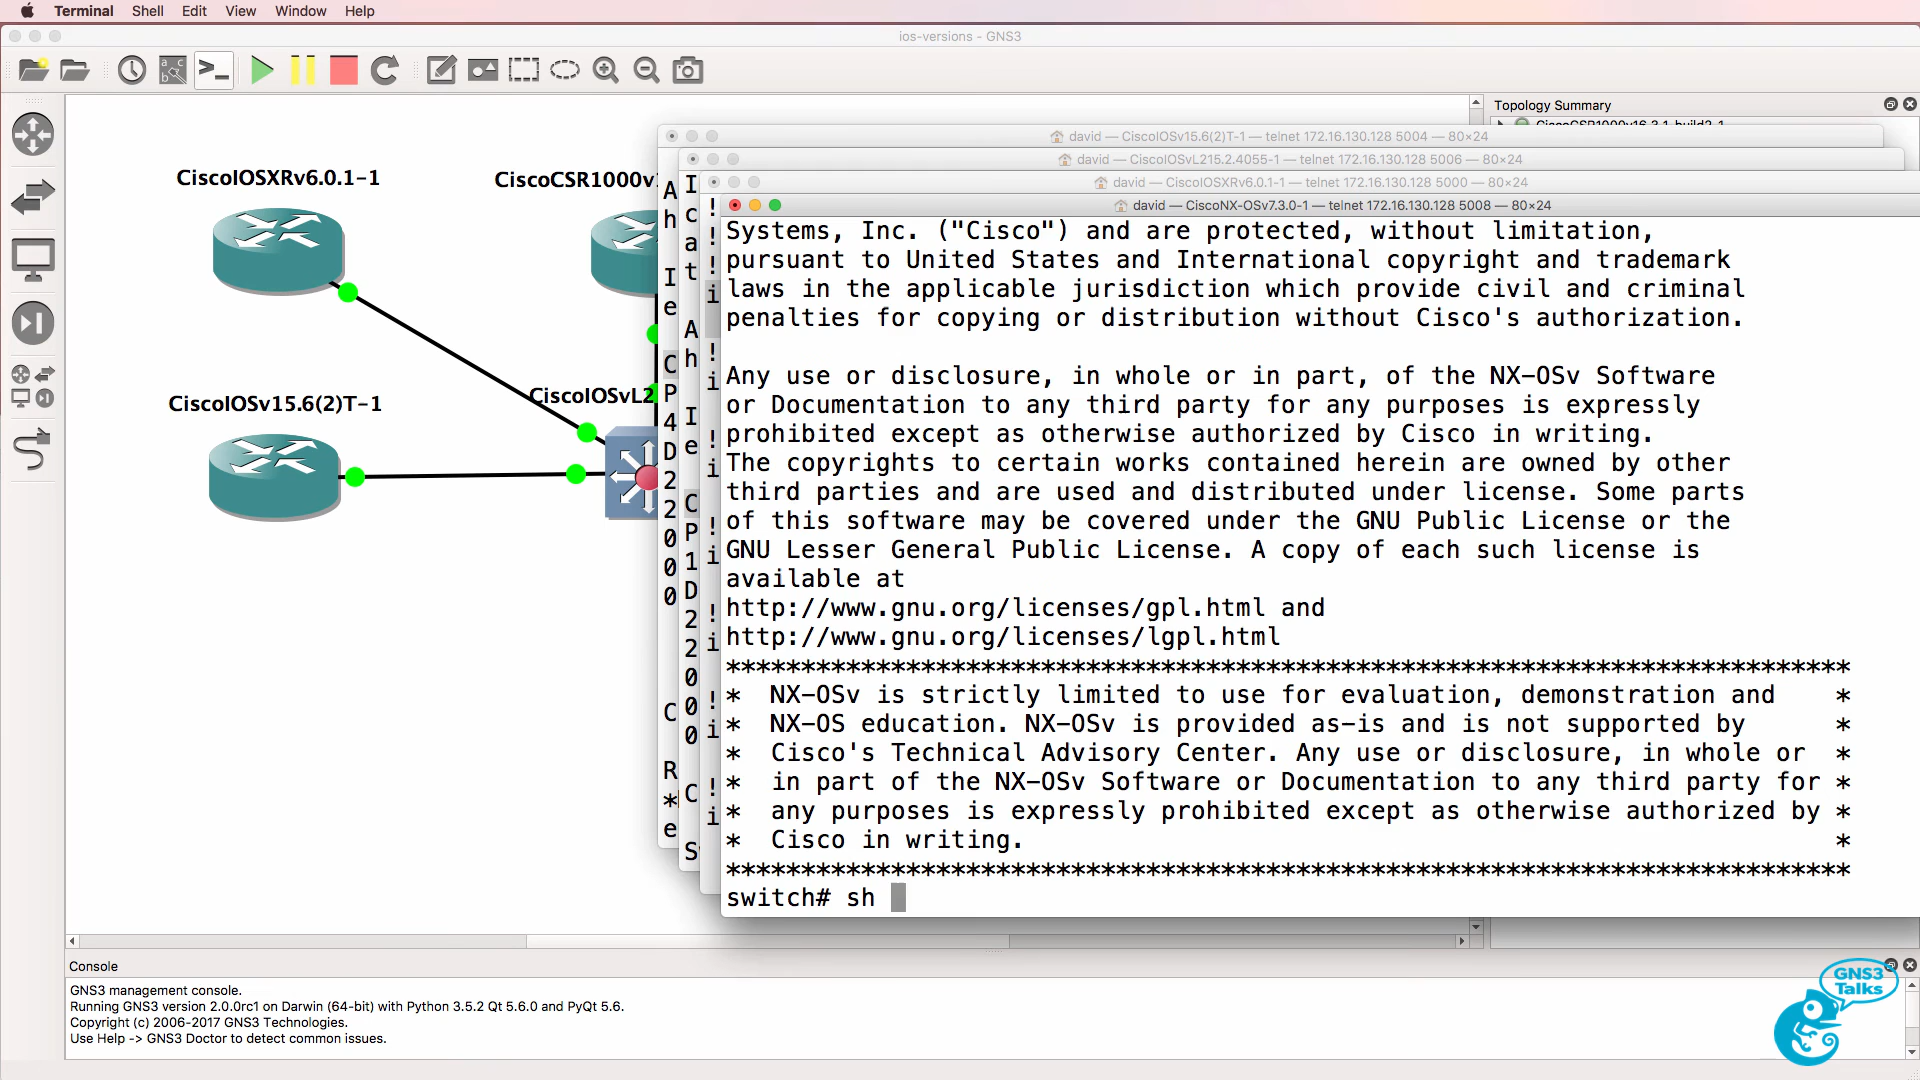 Terminal Shell Edit View Window Help
ios-versions - GNS3
Topology Summary
CiscoCSR1000v16.3.1-build2-1
david — CiscoIOSv15.6(2)T-1 — telnet 172.16.130.128 5004 — 80×24
david — CiscoIOSvL215.2.4055-1 — telnet 172.16.130.128 5006 — 80×24
david — CiscoIOSXRv6.0.1-1 — telnet 172.16.130.128 5000 — 80×24
david — CiscoNX-OSv7.3.0-1 — telnet 172.16.130.128 5008 — 80×24
CiscoIOSXRv6.0.1-1
CiscoCSR1000v1
CiscoIOSv15.6(2)T-1
CiscoIOSvL2
Systems, Inc. ("Cisco") and are protected, without limitation,
pursuant to United States and International copyright and trademark
laws in the applicable jurisdiction which provide civil and criminal
penalties for copying or distribution without Cisco's authorization.
Any use or disclosure, in whole or in part, of the NX-OSv Software
or Documentation to any third party for any purposes is expressly
prohibited except as otherwise authorized by Cisco in writing.
The copyrights to certain works contained herein are owned by other
third parties and are used and distributed under license. Some parts
of this software may be covered under the GNU Public License or the
GNU Lesser General Public License. A copy of each such license is
available at
http://www.gnu.org/licenses/gpl.html and
http://www.gnu.org/licenses/lgpl.html
***************************************************************************
* NX-OSv is strictly limited to use for evaluation, demonstration and *
* NX-OS education. NX-OSv is provided as-is and is not supported by *
* Cisco's Technical Advisory Center. Any use or disclosure, in whole or *
* in part of the NX-OSv Software or Documentation to any third party for *
* any purposes is expressly prohibited except as otherwise authorized by *
* Cisco in writing. *
***************************************************************************
switch# sh
Console
GNS3 management console.
Running GNS3 version 2.0.0rc1 on Darwin (64-bit) with Python 3.5.2 Qt 5.6.0 and PyQt 5.6.
Copyright (c) 2006-2017 GNS3 Technologies.
Use Help -> GNS3 Doctor to detect common issues.
GNS3
Talks